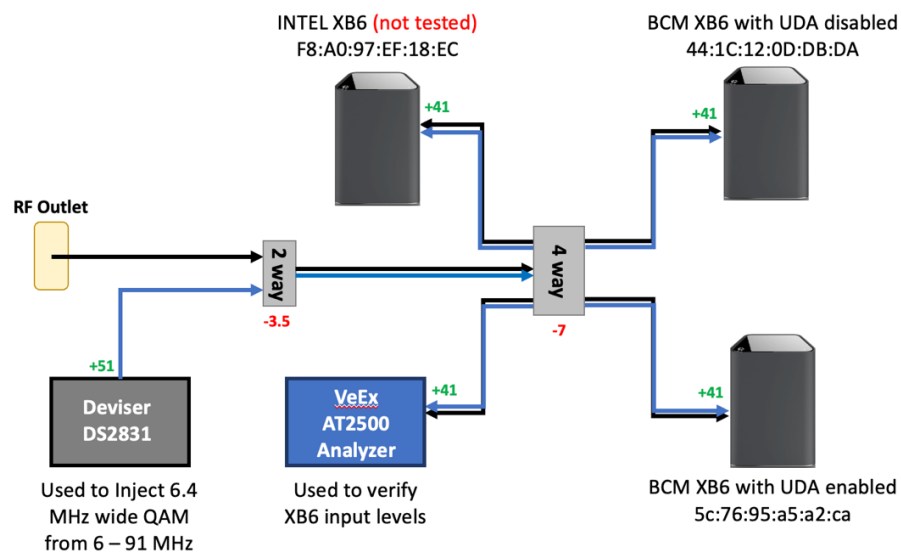 INTEL XB6 (not tested)
F8:A0:97:EF:18:EC
BCM XB6 with UDA disabled
44:1C:12:0D:DB:DA
+41
+41
RF Outlet
2 way
4 way
-3.5
-7
+51
Deviser
DS2831
+41
VeEx
AT2500
Analyzer
+41
Used to Inject 6.4
MHz wide QAM
from 6 – 91 MHz
Used to verify
XB6 input levels
BCM XB6 with UDA enabled
5c:76:95:a5:a2:ca